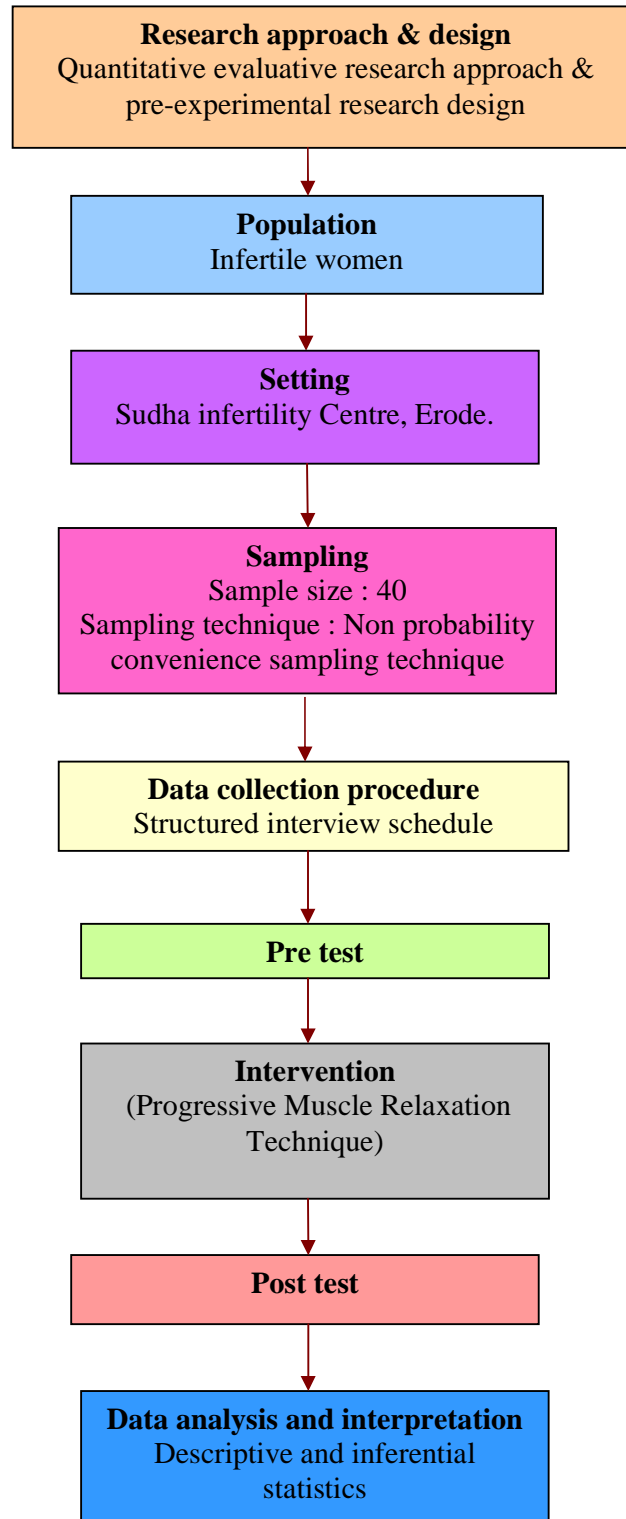 Research approach & design
Quantitative evaluative research approach &
pre-experimental research design
Population
Infertile women
Setting
Sudha infertility Centre, Erode.
Sampling
Sample size : 40
Sampling technique : Non probability
convenience sampling technique
Data collection procedure
Structured interview schedule
Pre test
Intervention
(Progressive Muscle Relaxation
Technique)
Post test
Data analysis and interpretation
Descriptive and inferential
statistics